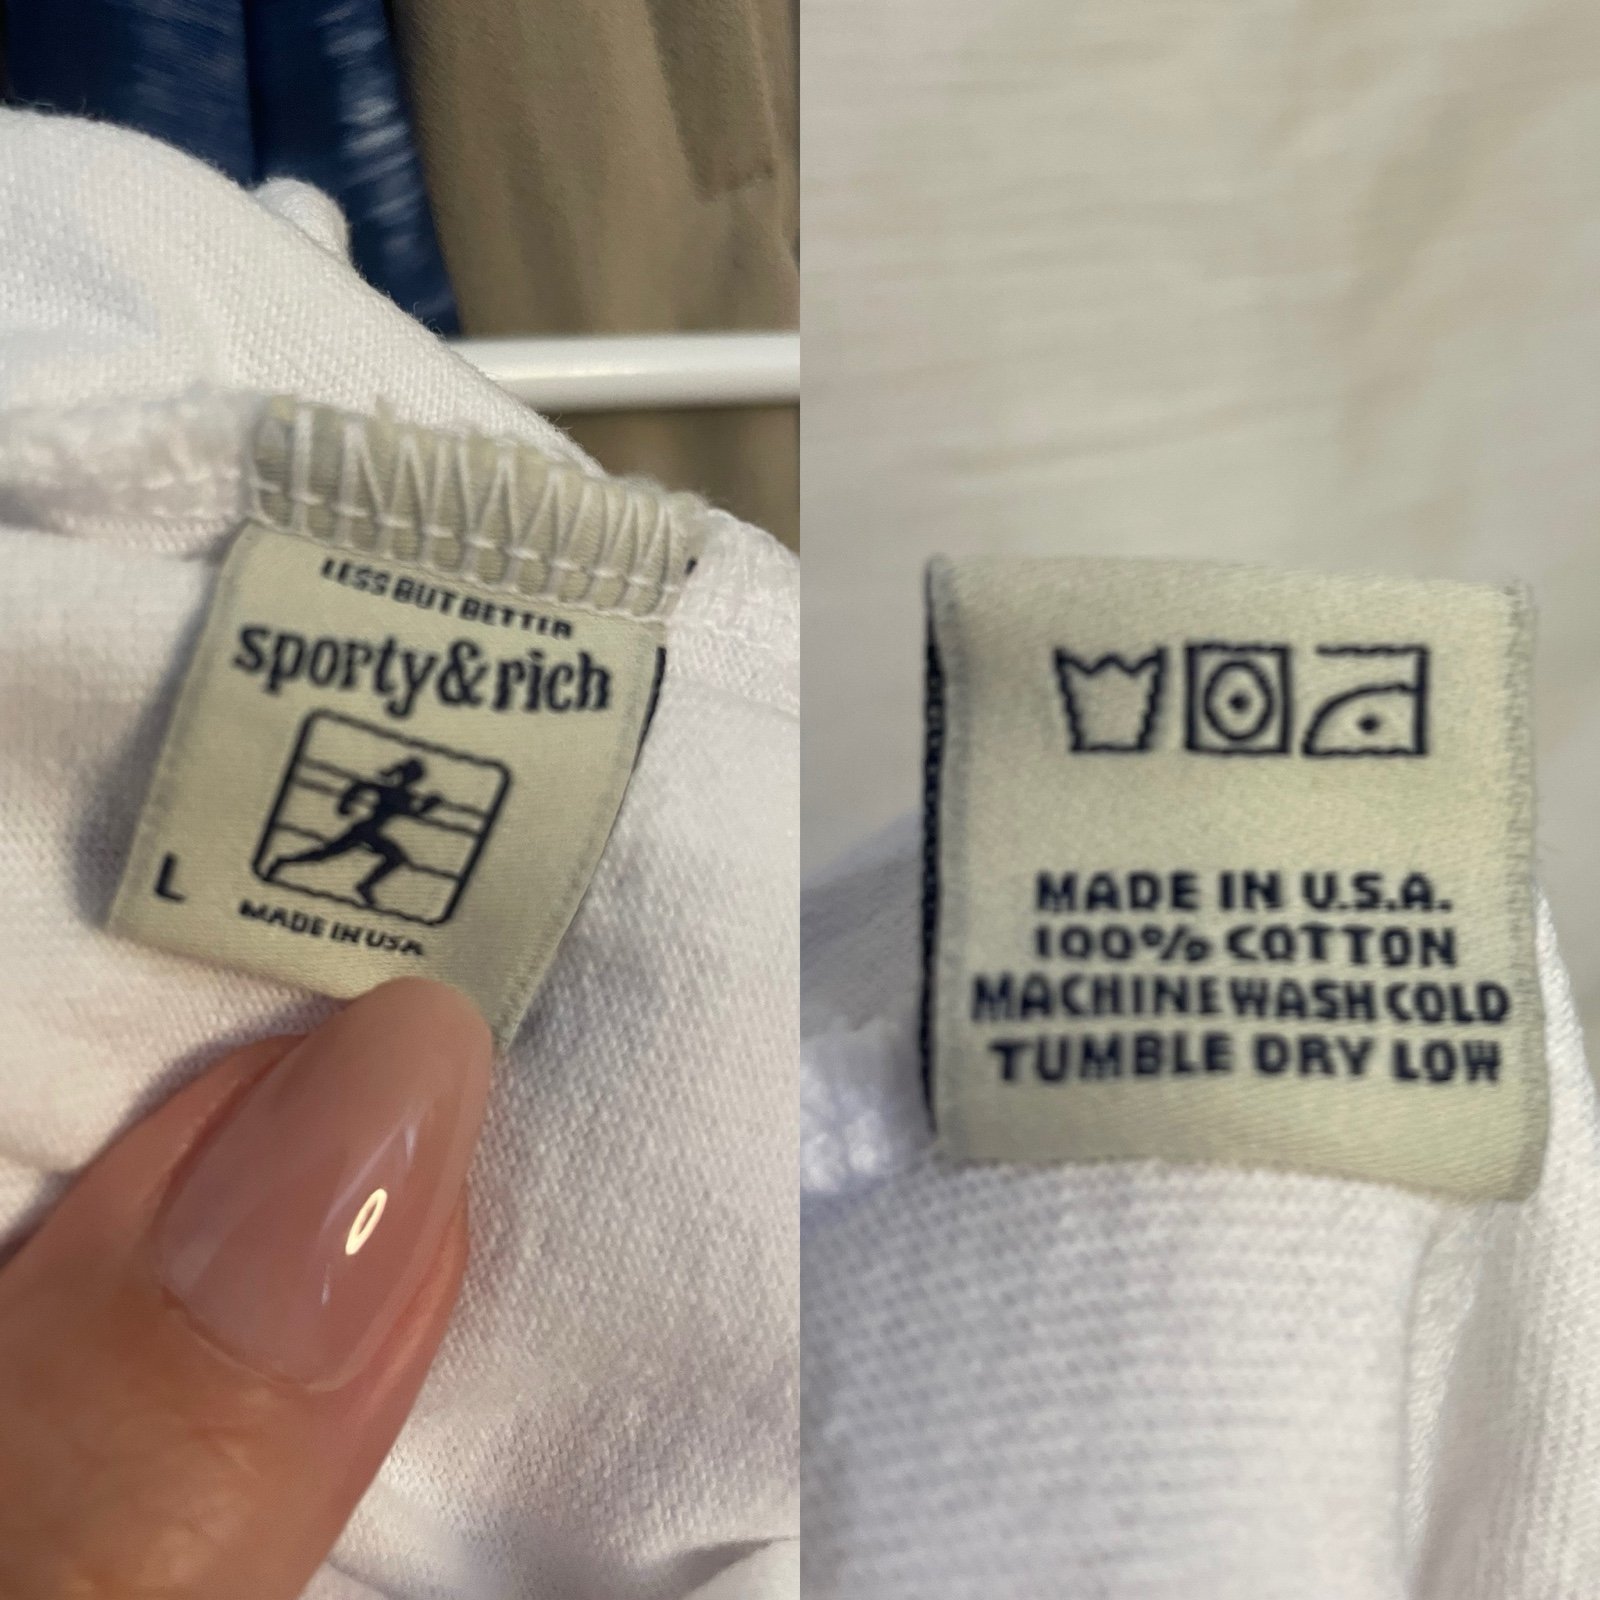 LESS BUT BETTER
sporty&rich
L
MADE IN USA
MADE IN U.S.A.
100% COTTON
MACHINE WASH COLD
TUMBLE DRY LOW